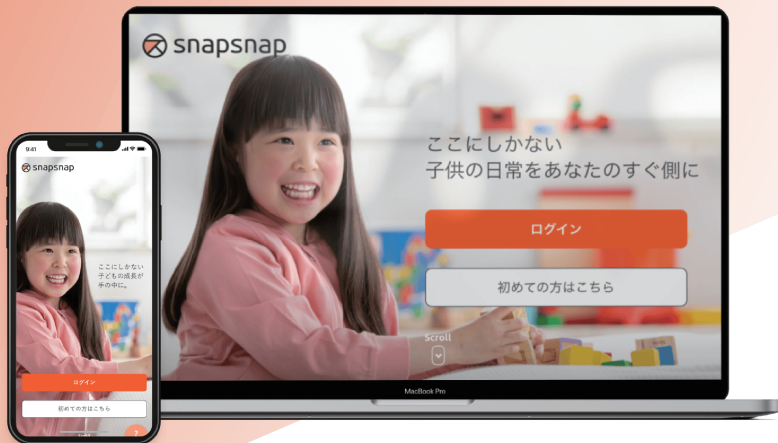 snapsnap
ここにしかない
子供の日常をあなたのすぐ側に
ログイン
初めての方はこちら
Scroll
MacBook Pro
9:41
snapsnap
ここにしかない
子どもの成長が
手の中に。
ログイン
初めての方はこちら
Scroll
?